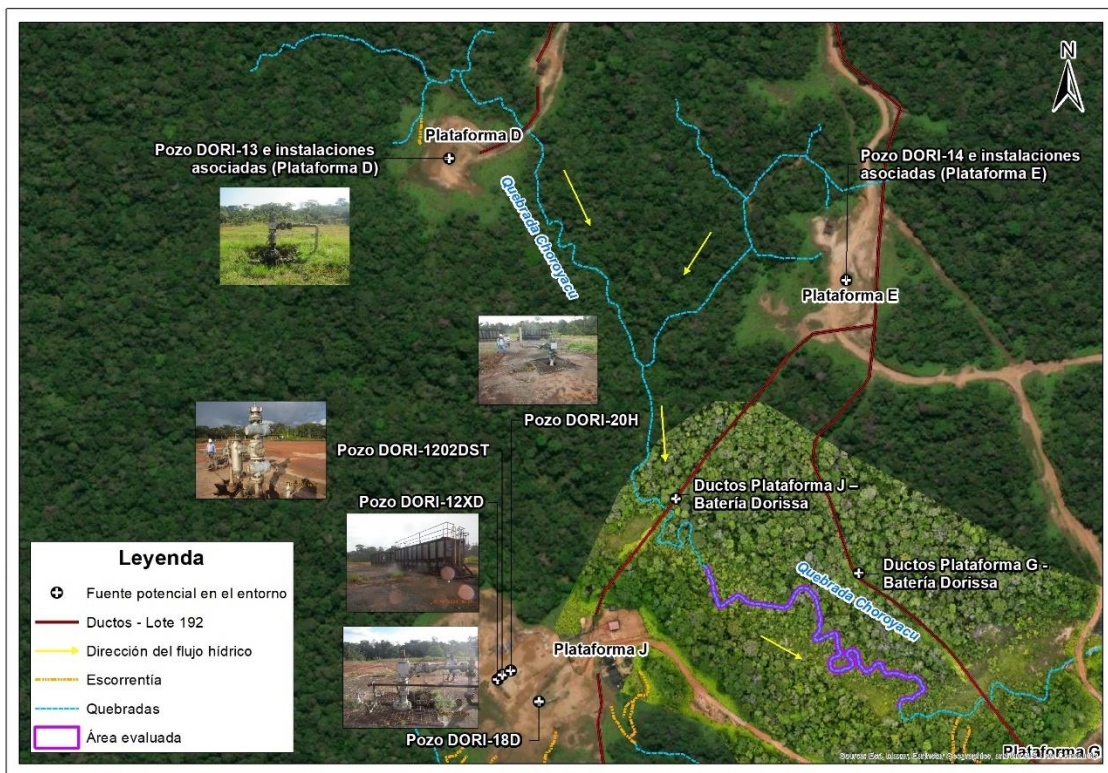 N
Plataforma D
Pozo DORI-13 e instalaciones
asociadas (Plataforma D)
Pozo DORI-14 e instalaciones
asociadas (Plataforma E)
Quebrada Choroyacu
Plataforma E
Pozo DORI-20H
Pozo DORI-1202DST
Ductos Plataforma J –
Batería Dorissa
Pozo DORI-12XD
Ductos Plataforma G -
Batería Dorissa
Quebrada Choroyacu
Plataforma J
Pozo DORI-18D
Plataforma G
Leyenda
Fuente potencial en el entorno
Ductos - Lote 192
Dirección del flujo hídrico
Escorrentía
Quebradas
Área evaluada